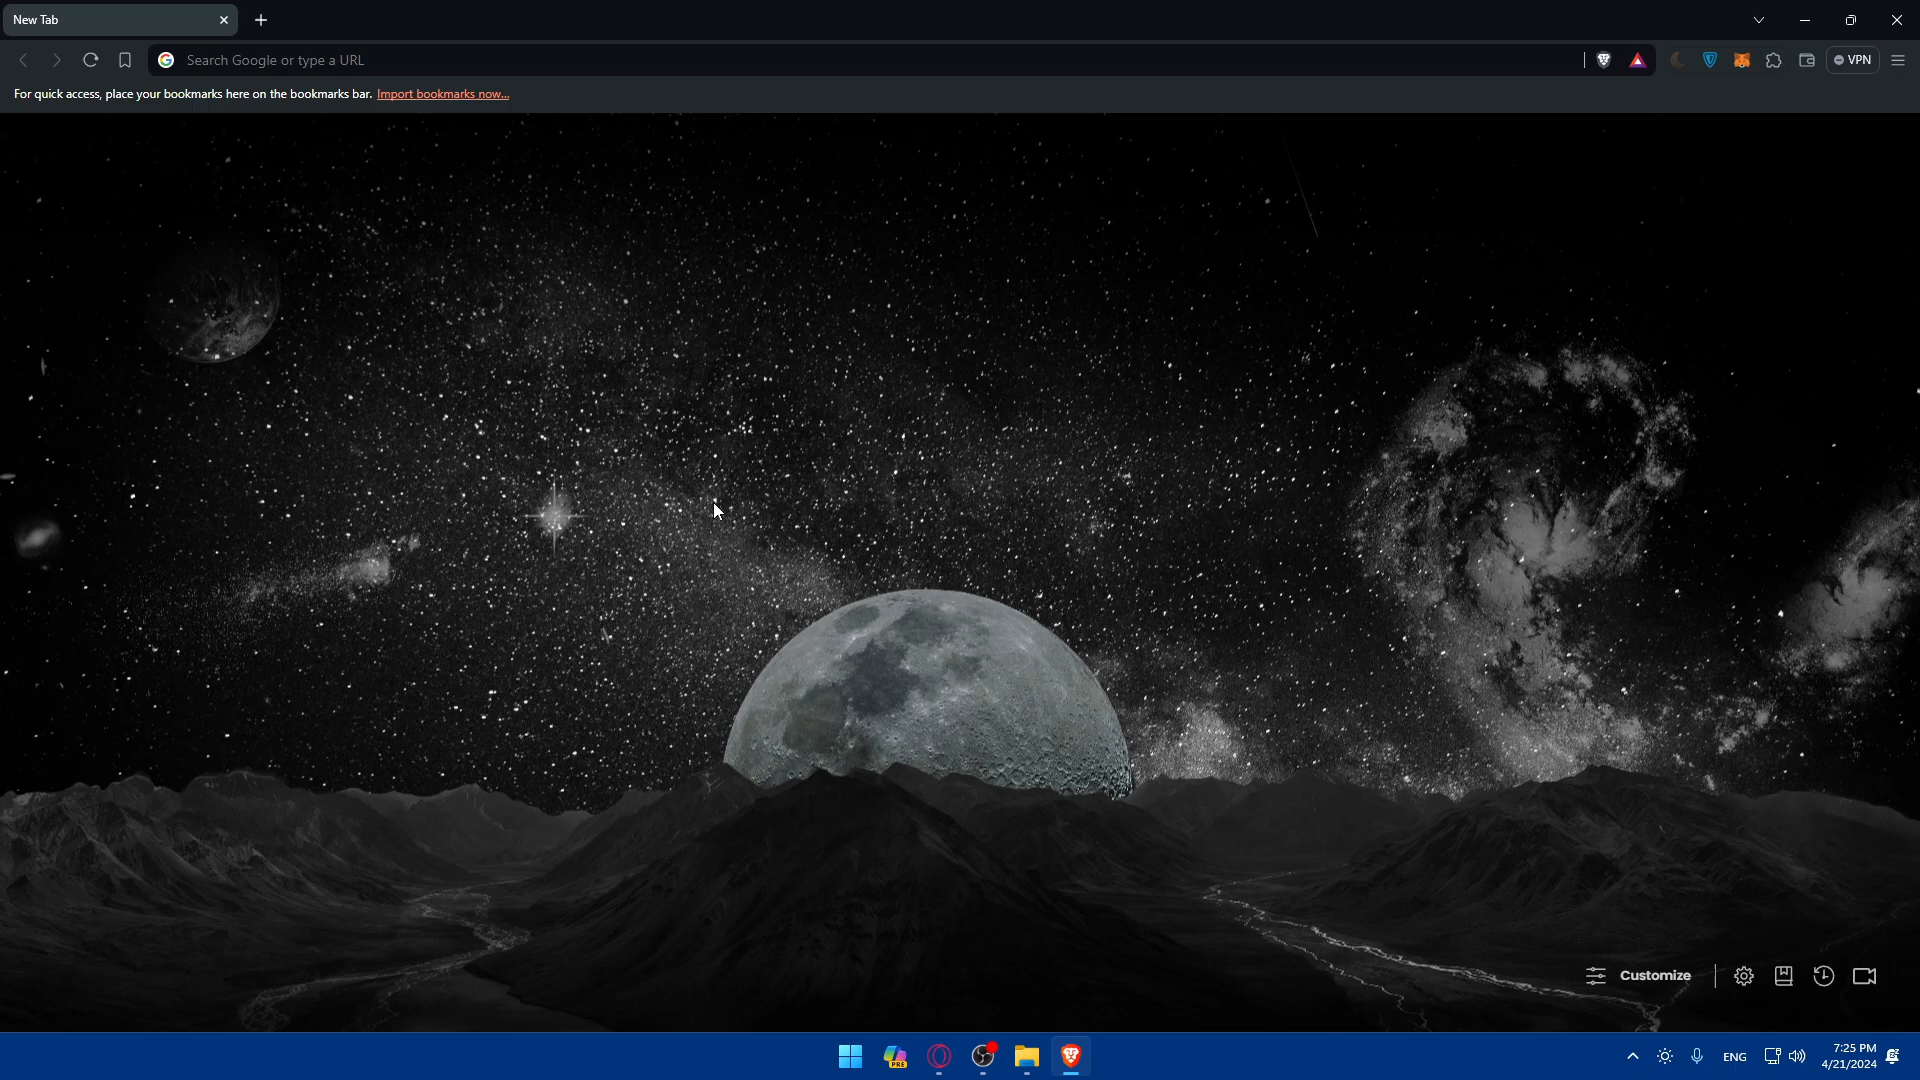 New Tab
Search Google or type a URL
VPN
For quick access, place your bookmarks here on the bookmarks bar. Import bookmarks now...
Customize
PRE
ENG
7:25 PM
4/21/2024